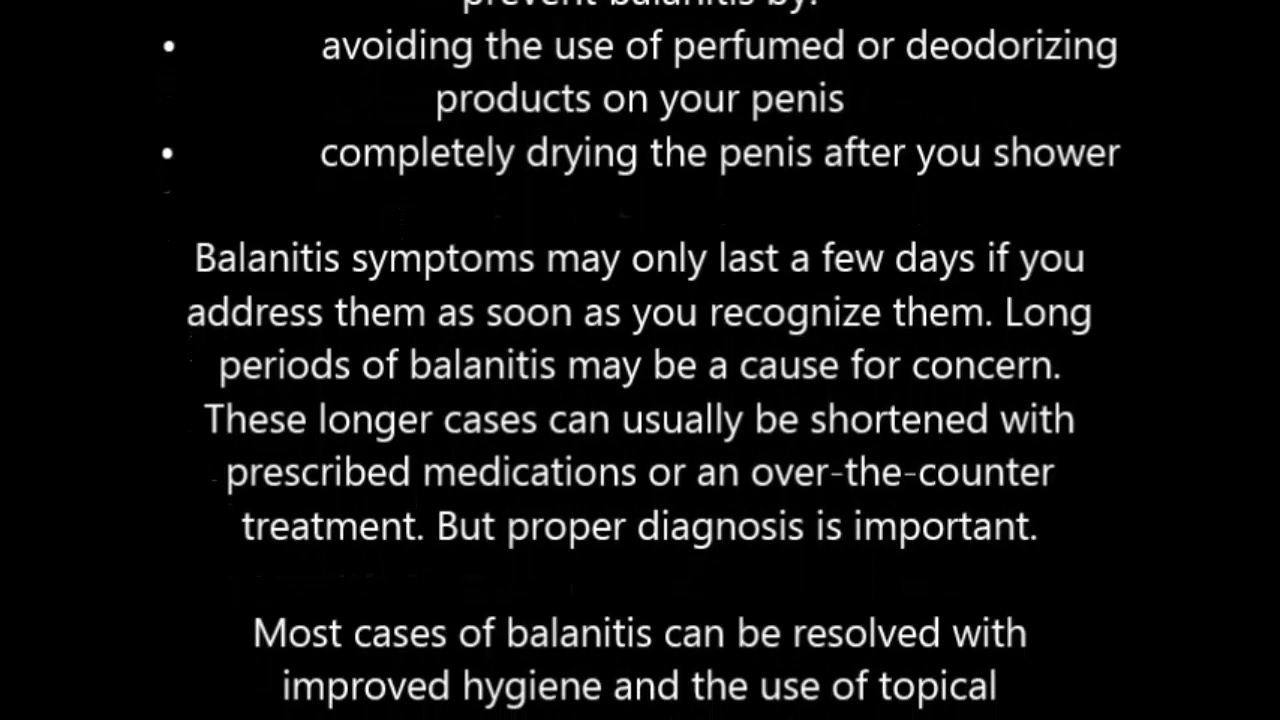 prevent balanitis by:
• avoiding the use of perfumed or deodorizing
products on your penis
• completely drying the penis after you shower
Balanitis symptoms may only last a few days if you
address them as soon as you recognize them. Long
periods of balanitis may be a cause for concern.
These longer cases can usually be shortened with
prescribed medications or an over-the-counter
treatment. But proper diagnosis is important.
Most cases of balanitis can be resolved with
improved hygiene and the use of topical